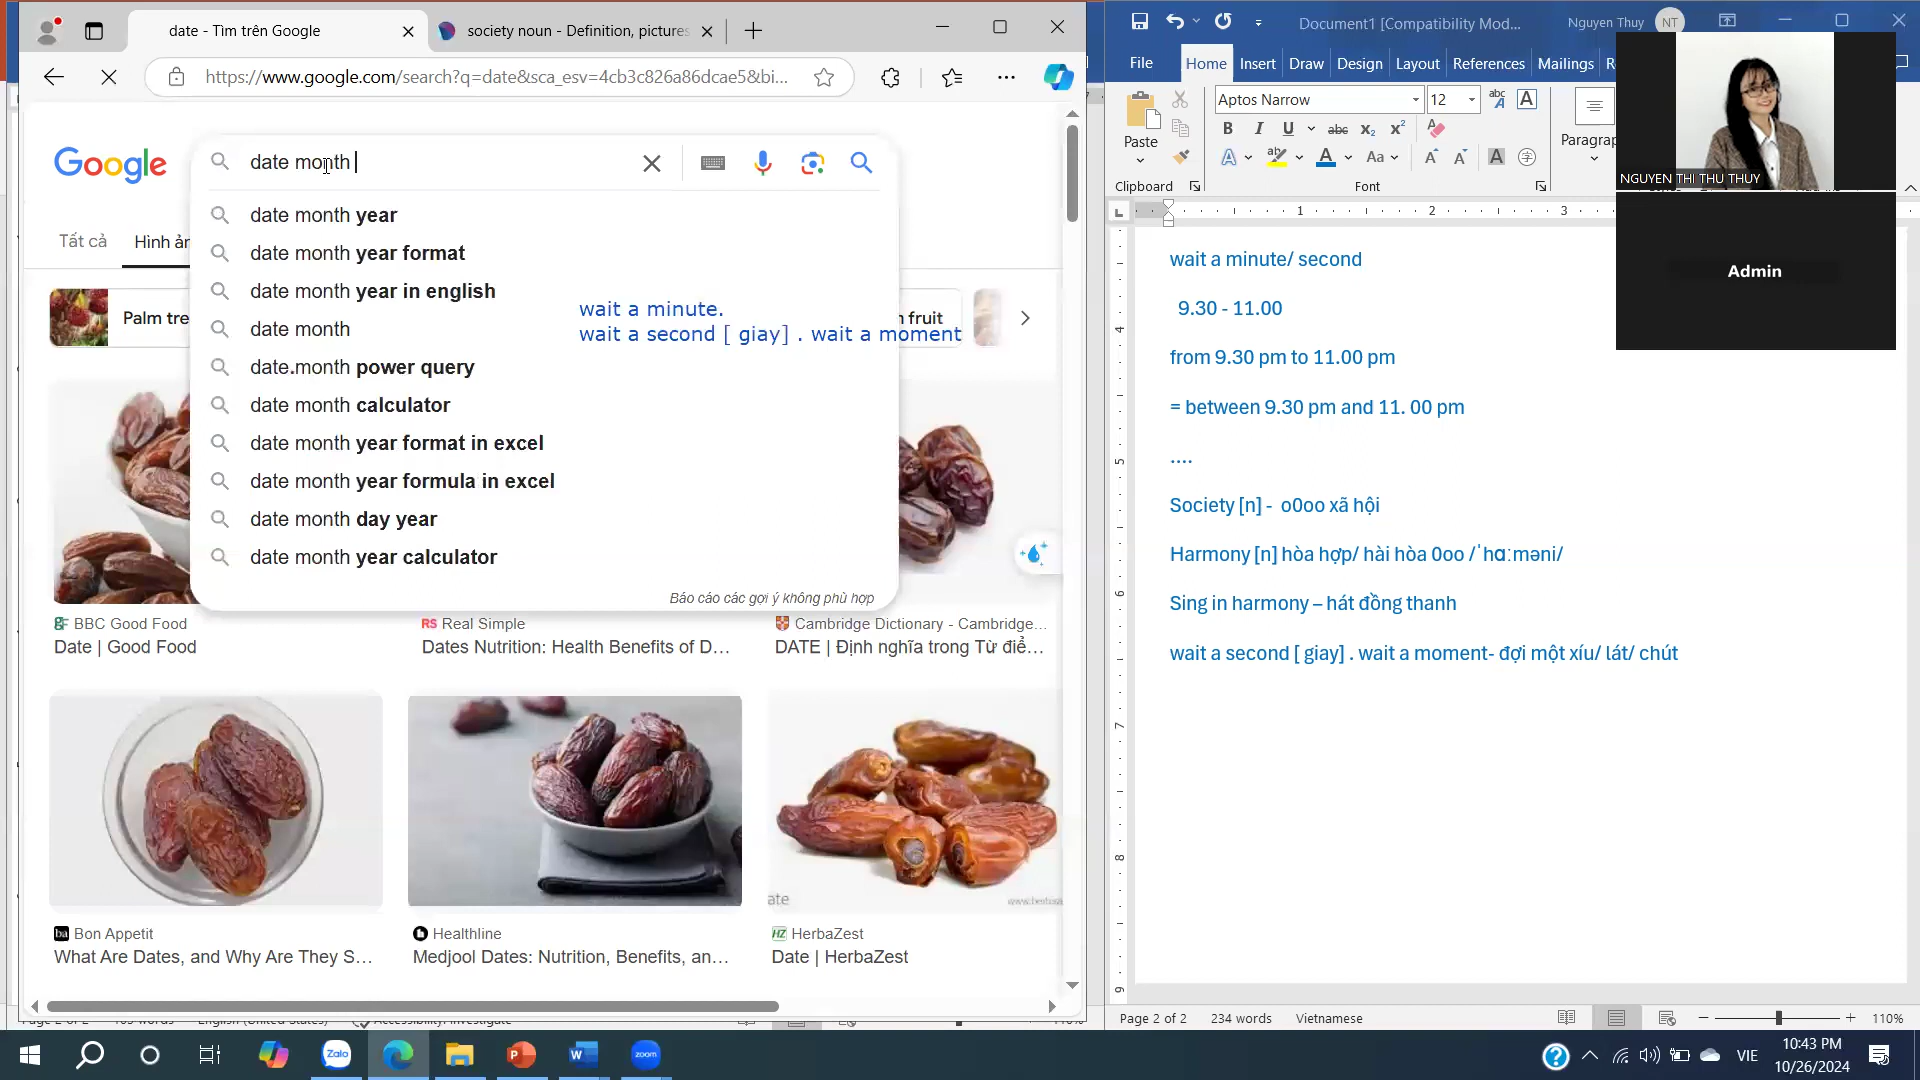 date - Tìm trên Google
society noun - Definition, pictures
https://www.google.com/search?q=date&sca_esv=4cb3c826a86dcae5&bi...
Google
date month
date month year
date month year format
date month year in english
date month
date.month power query
date month calculator
date month year format in excel
date month year formula in excel
date month day year
date month year calculator
Báo cáo các gợi ý không phù hợp
Tất cả
Hình ản
Palm tre
fruit
wait a minute.
wait a second [ giay] . wait a moment
BBC Good Food
Date | Good Food
Real Simple
Dates Nutrition: Health Benefits of D...
Cambridge Dictionary - Cambridge...
DATE | Định nghĩa trong Từ điể...
Bon Appetit
What Are Dates, and Why Are They S...
Healthline
Medjool Dates: Nutrition, Benefits, an...
HerbaZest
Date | HerbaZest
Document1 [Compatibility Mod...
Nguyen Thuy
NT
File
Home
Insert
Draw
Design
Layout
References
Mailings
Aptos Narrow
12
Paste
Clipboard
Font
Paragrap
NGUYEN THI THU THUY
Admin
wait a minute/ second
9.30 - 11.00
from 9.30 pm to 11.00 pm
= between 9.30 pm and 11. 00 pm
....
Society [n] - o0oo xã hội
Harmony [n] hòa hợp/ hài hòa 0oo /ˈhɑːməni/
Sing in harmony – hát đồng thanh
wait a second [ giay] . wait a moment- đợi một xíu/ lát/ chút
Page 2 of 2
234 words
Vietnamese
110%
Zalo
zoom
VIE
10:43 PM
10/26/2024